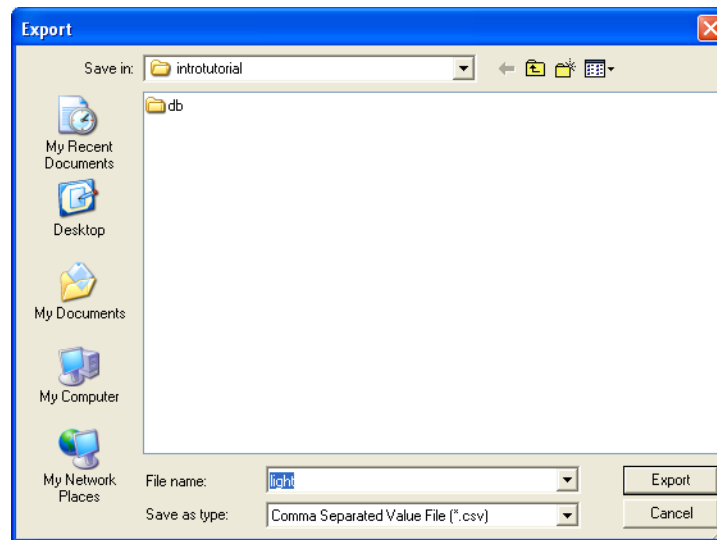 Export
Save in:
introtutorial
db
My Recent
Documents
Desktop
My Documents
My Computer
My Network
Places
File name:
light
Export
Save as type:
Comma Separated Value File (*.csv)
Cancel